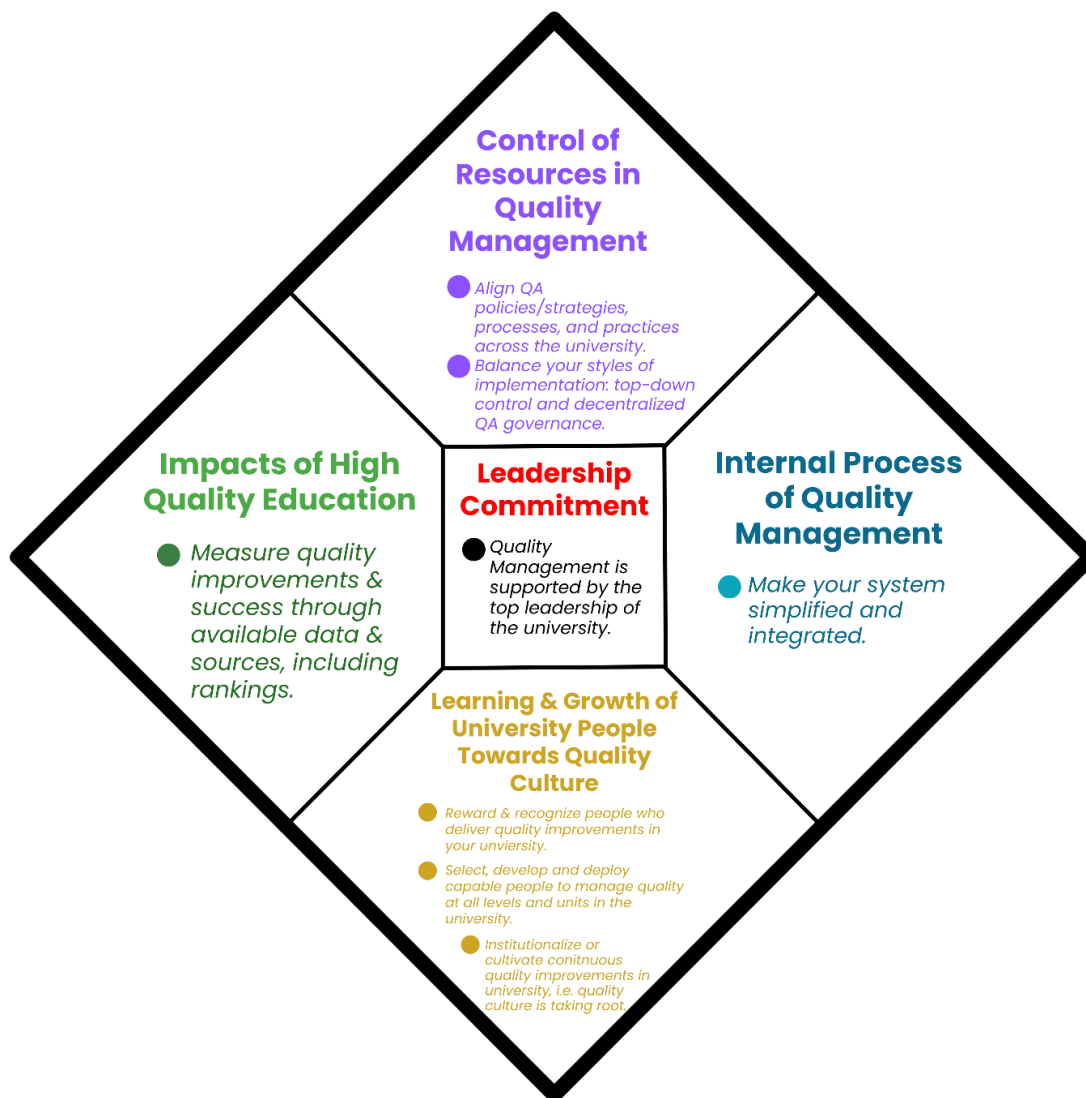 Control of
Resources in
Quality
Management
Align QA
policies/strategies,
processes, and practices
across the university.
Balance your styles of
implementation: top-down
control and decentralized
QA governance.
Impacts of High
Quality Education
Measure quality
improvements &
success through
available data &
sources, including
rankings.
Leadership
Commitment
Quality
Management is
supported by the
top leadership of
the university.
Internal Process
of Quality
Management
Make your system
simplified and
integrated.
Learning & Growth of
University People
Towards Quality
Culture
Reward & recognize people who
deliver quality improvements in
your unviersity.
Select, develop and deploy
capable people to manage quality
at all levels and units in the
university.
Institutionalize or
cultivate conitnuous
quality improvements in
university, i.e. quality
culture is taking root.